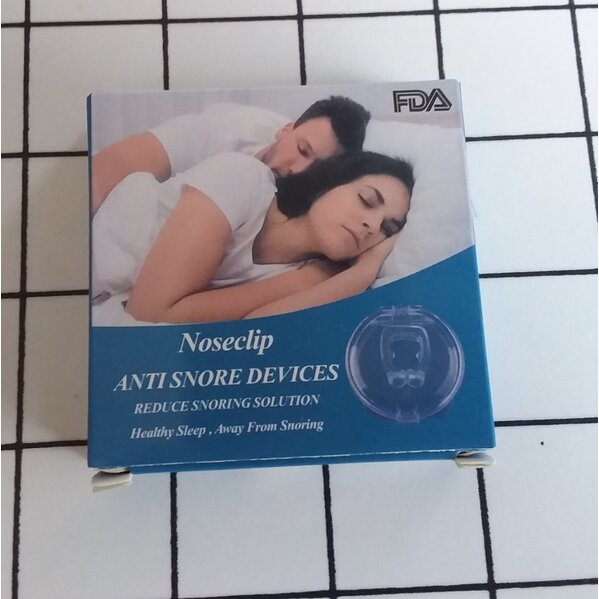 FDA
Noseclip
ANTI SNORE DEVICES
REDUCE SNORING SOLUTION
Healthy Sleep , Away From Snoring